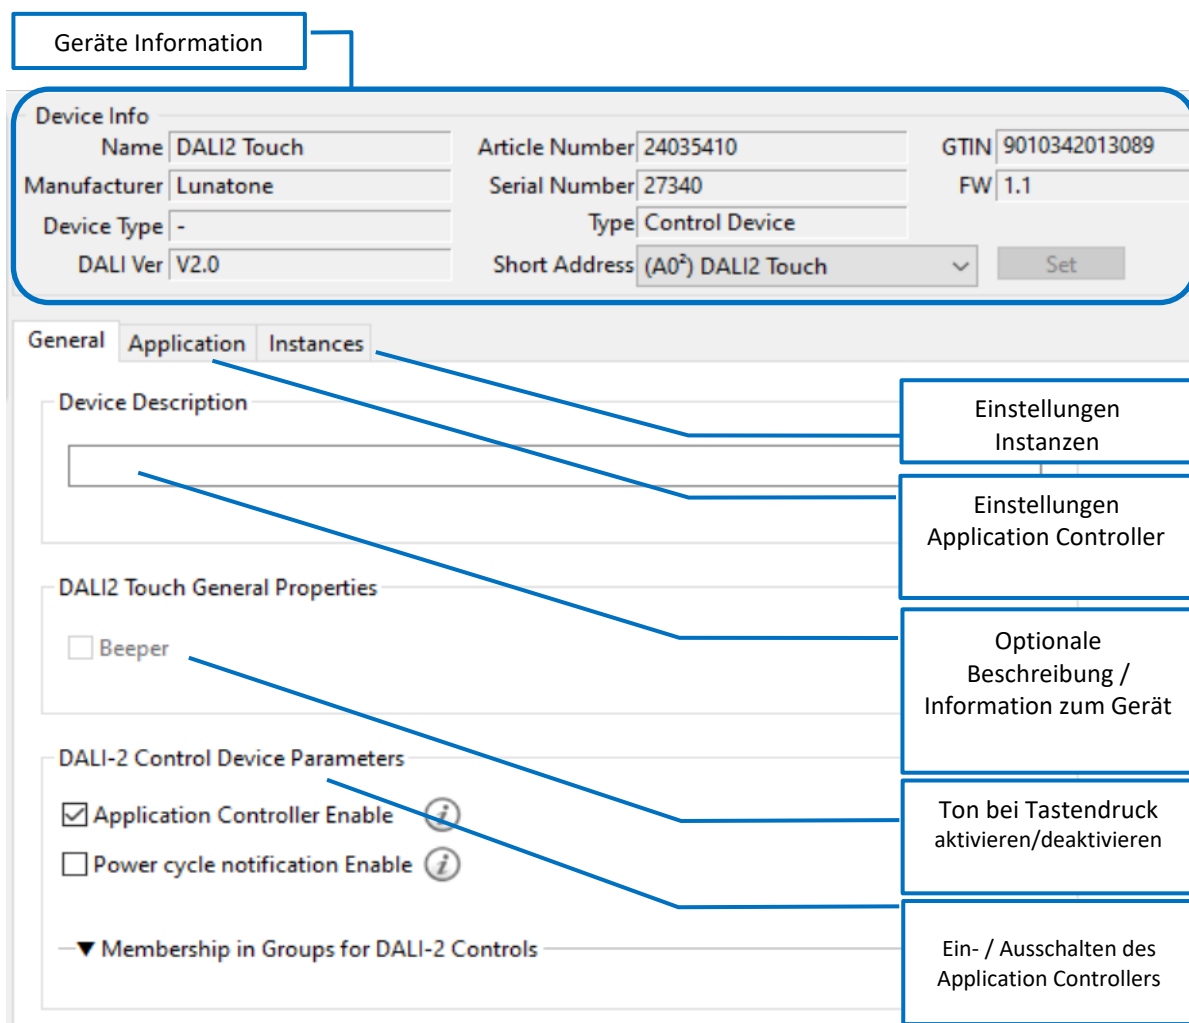 Geräte Information
Device Info
Name DALI2 Touch Article Number 24035410 GTIN 9010342013089
Manufacturer Lunatone Serial Number 27340 FW 1.1
Device Type - Type Control Device
DALI Ver V2.0 Short Address (A0²) DALI2 Touch Set
General Application Instances
Device Description
Einstellungen
Instanzen
Einstellungen
Application Controller
DALI2 Touch General Properties
Beeper
Optionale
Beschreibung /
Information zum Gerät
DALI-2 Control Device Parameters
Application Controller Enable i
Power cycle notification Enable i
Ton bei Tastendruck
aktivieren/deaktivieren
Membership in Groups for DALI-2 Controls
Ein- / Ausschalten des
Application Controllers